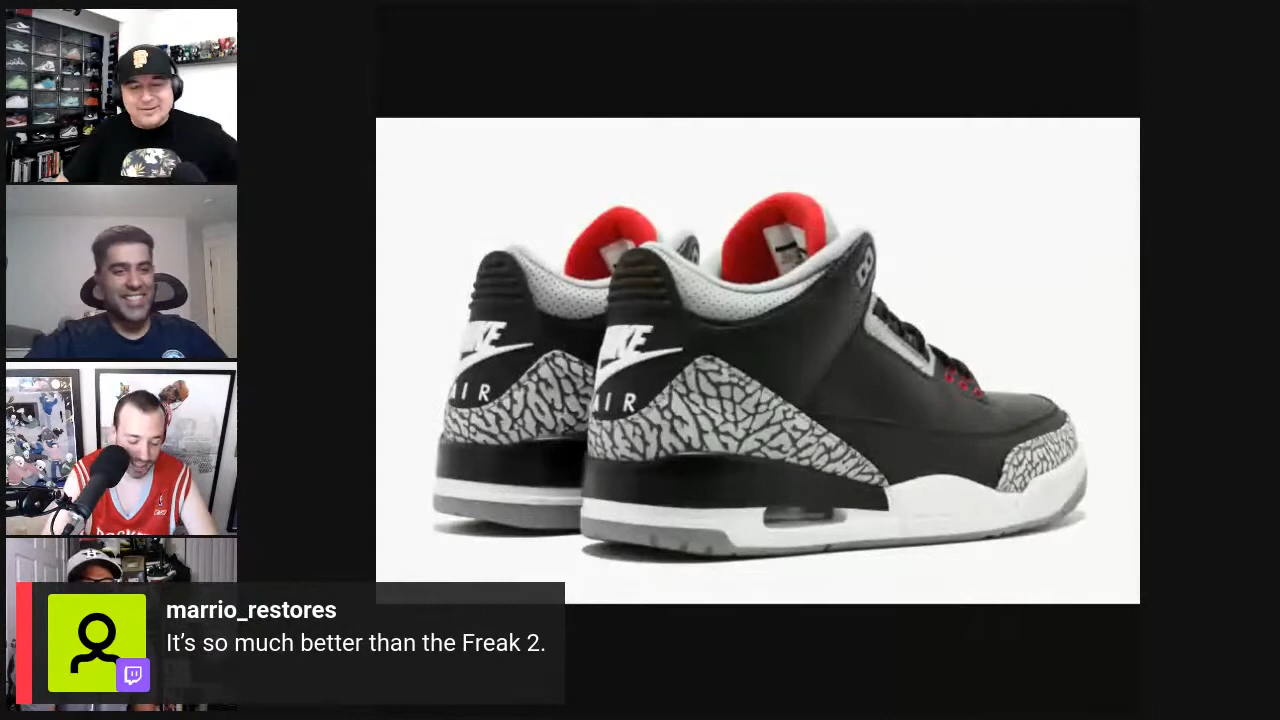 NIKE
AIR
NIKE
AIR
marrio_restores
It’s so much better than the Freak 2.